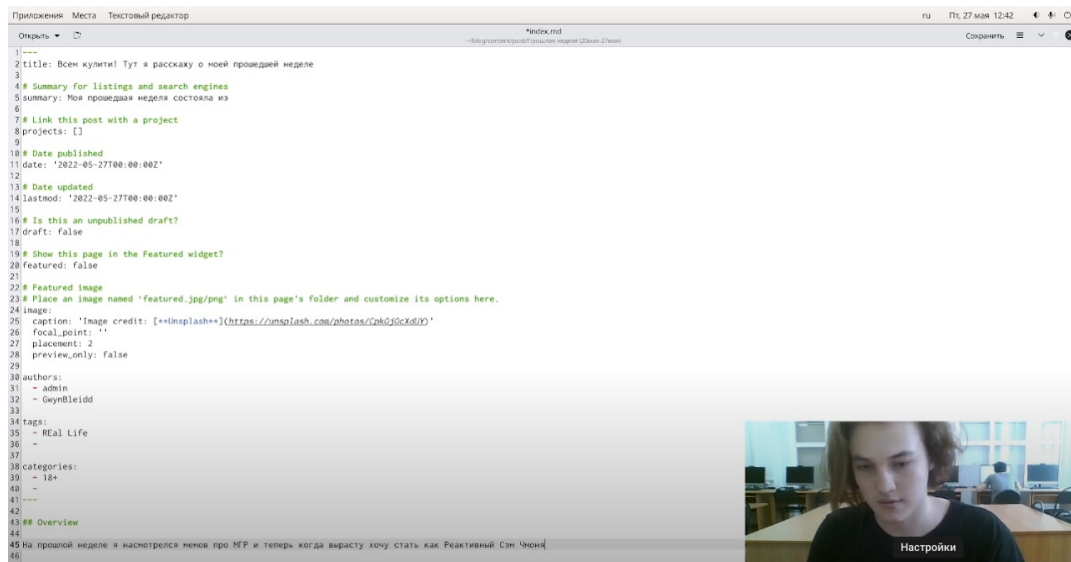 Приложения Места Текстовый редактор ru Пт, 27 мая 12:42
Открыть *index.md Сохранить
1 ---
2 title: Всем кулити! Тут я расскажу о моей прошедшей неделе
3
4 # Summary for listings and search engines
5 summary: Моя прошедшая неделя состояла из
6
7 # Link this post with a project
8 projects: []
9
10 # Date published
11 date: '2022-05-27T00:00:00Z'
12
13 # Date updated
14 lastmod: '2022-05-27T00:00:00Z'
15
16 # Is this an unpublished draft?
17 draft: false
18
19 # Show this page in the Featured widget?
20 featured: false
21
22 # Featured image
23 # Place an image named `featured.jpg/png` in this page's folder and customize its options here.
24 image:
25 caption: 'Image credit: [**Unsplash**](https://unsplash.com/photos/CpkOjOcXdUY)'
26 focal_point: ''
27 placement: 2
28 preview_only: false
29
30 authors:
31 - admin
32 - GwynBleidd
33
34 tags:
35 - REal Life
36 -
37
38 categories:
39 - 18+
40 -
41 ---
42
43 ## Overview
44
45 На прошлой неделе я насмотрелся мемов про МГР и теперь когда вырасту хочу стать как Реактивный Сэм Чмоня
46
Настройки